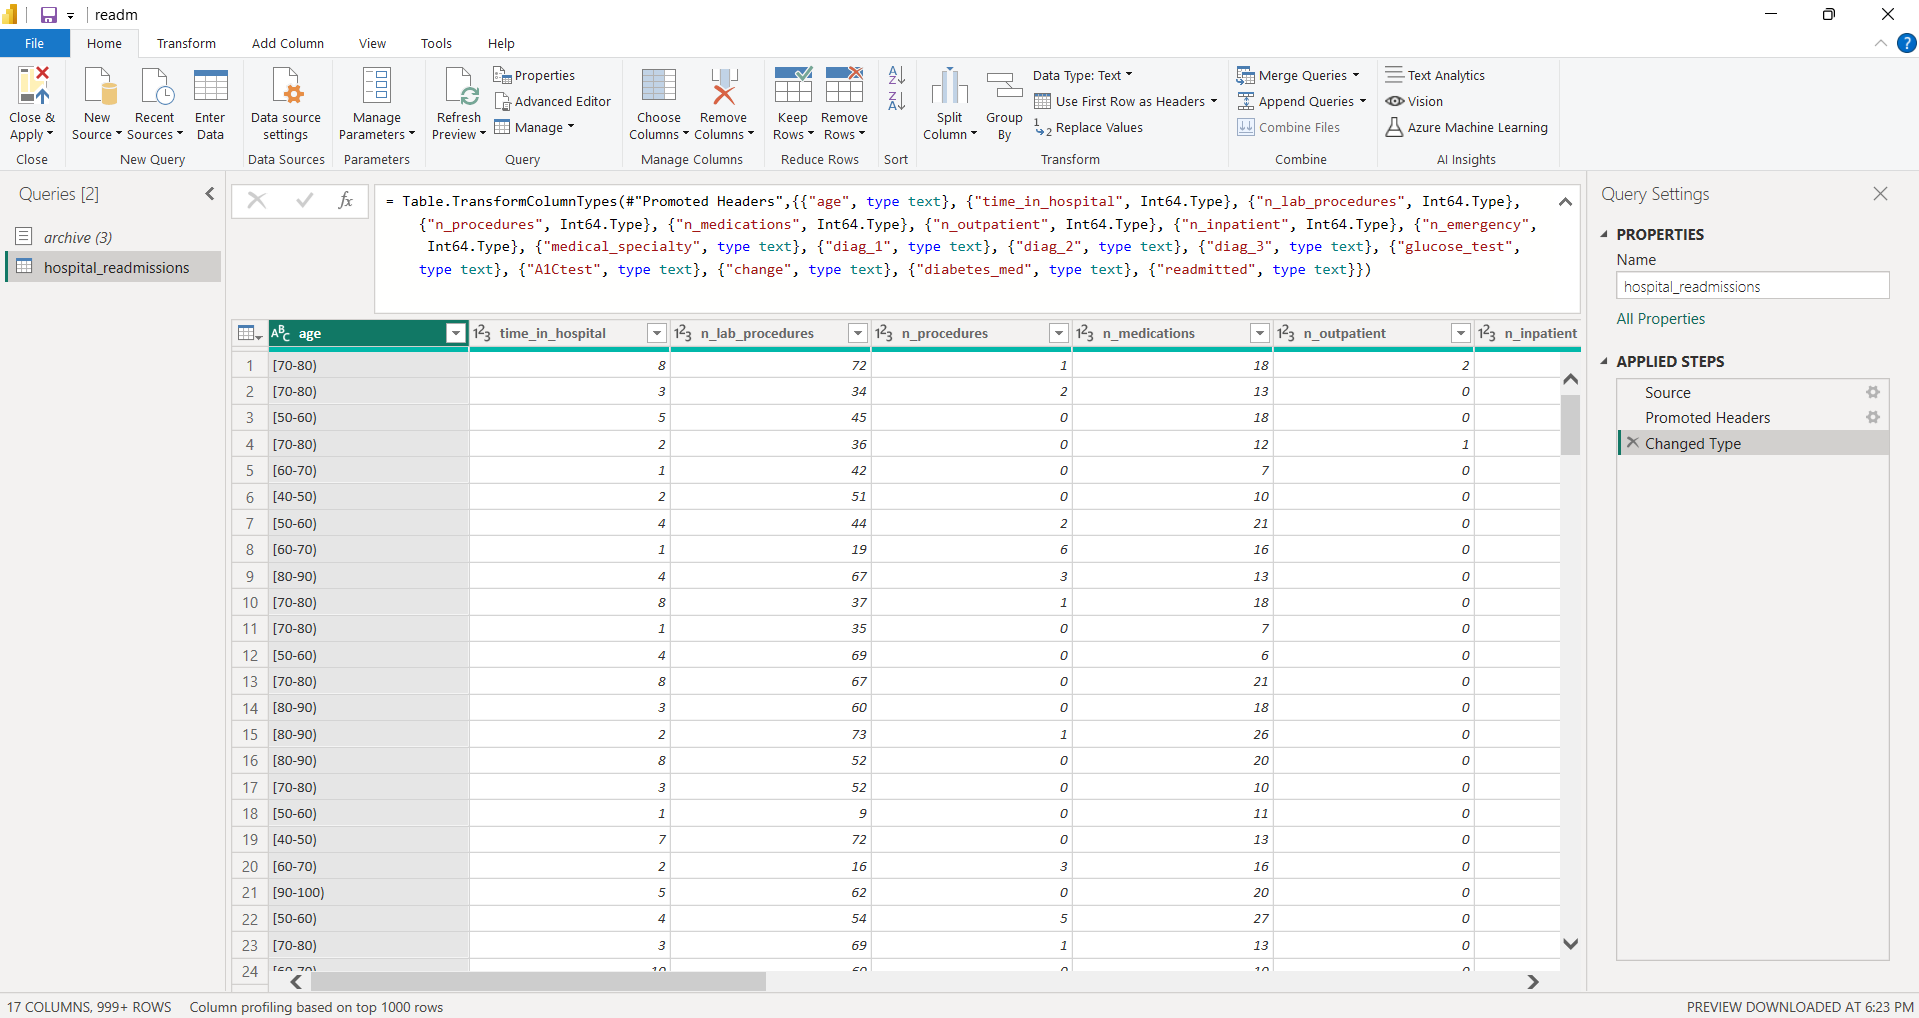 readm
File Home Transform Add Column View Tools Help
Close & Apply
New Source
Recent Sources
Enter Data
Data source settings
Manage Parameters
Refresh Preview
Properties
Advanced Editor
Manage
Choose Columns
Remove Columns
Keep Rows
Remove Rows
Split Column
Group By
Data Type: Text
Use First Row as Headers
Replace Values
Merge Queries
Append Queries
Combine Files
Text Analytics
Vision
Azure Machine Learning
Close New Query Data Sources Parameters Query Manage Columns Reduce Rows Sort Transform Combine AI Insights
Queries [2]
archive (3)
hospital_readmissions
fx
= Table.TransformColumnTypes(#"Promoted Headers",{{"age", type text}, {"time_in_hospital", Int64.Type}, {"n_lab_procedures", Int64.Type},
{"n_procedures", Int64.Type}, {"n_medications", Int64.Type}, {"n_outpatient", Int64.Type}, {"n_inpatient", Int64.Type}, {"n_emergency",
Int64.Type}, {"medical_specialty", type text}, {"diag_1", type text}, {"diag_2", type text}, {"diag_3", type text}, {"glucose_test",
type text}, {"A1Ctest", type text}, {"change", type text}, {"diabetes_med", type text}, {"readmitted", type text}})
ABC age 123 time_in_hospital 123 n_lab_procedures 123 n_procedures 123 n_medications 123 n_outpatient 123 n_inpatient
1 [70-80) 8 72 1 18 2
2 [70-80) 3 34 2 13 0
3 [50-60) 5 45 0 18 0
4 [70-80) 2 36 0 12 1
5 [60-70) 1 42 0 7 0
6 [40-50) 2 51 0 10 0
7 [50-60) 4 44 2 21 0
8 [60-70) 1 19 6 16 0
9 [80-90) 4 67 3 13 0
10 [70-80) 8 37 1 18 0
11 [70-80) 1 35 0 7 0
12 [50-60) 4 69 0 6 0
13 [70-80) 8 67 0 21 0
14 [80-90) 3 60 0 18 0
15 [80-90) 2 73 1 26 0
16 [80-90) 8 52 0 20 0
17 [70-80) 3 52 0 10 0
18 [50-60) 1 9 0 11 0
19 [40-50) 7 72 0 13 0
20 [60-70) 2 16 3 16 0
21 [90-100) 5 62 0 20 0
22 [50-60) 4 54 5 27 0
23 [70-80) 3 69 1 13 0
24
Query Settings
PROPERTIES
Name
hospital_readmissions
All Properties
APPLIED STEPS
Source
Promoted Headers
Changed Type
17 COLUMNS, 999+ ROWS Column profiling based on top 1000 rows PREVIEW DOWNLOADED AT 6:23 PM